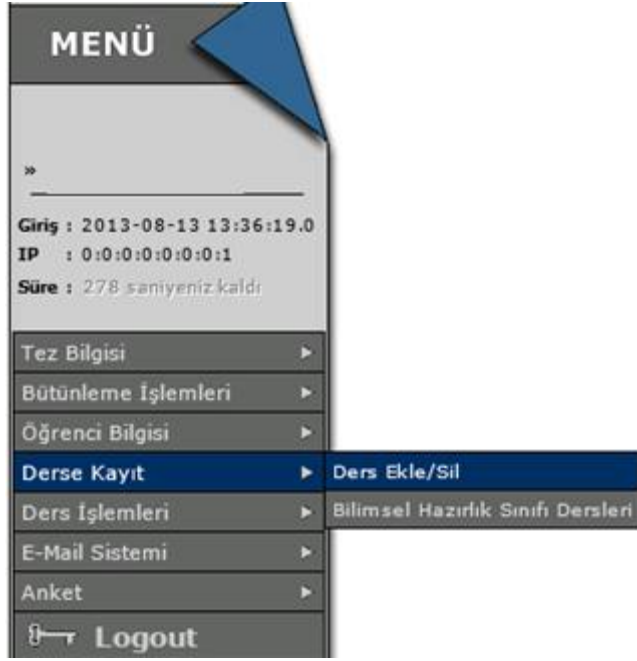 MENÜ
»
Giriş : 2013-08-13 13:36:19.0
IP : 0:0:0:0:0:0:0:1
Süre : 278 saniyeniz kaldı
Tez Bilgisi
Bütünleme İşlemleri
Öğrenci Bilgisi
Derse Kayıt
Ders Ekle/Sil
Ders İşlemleri
Bilimsel Hazırlık Sınıfı Dersleri
E-Mail Sistemi
Anket
Logout